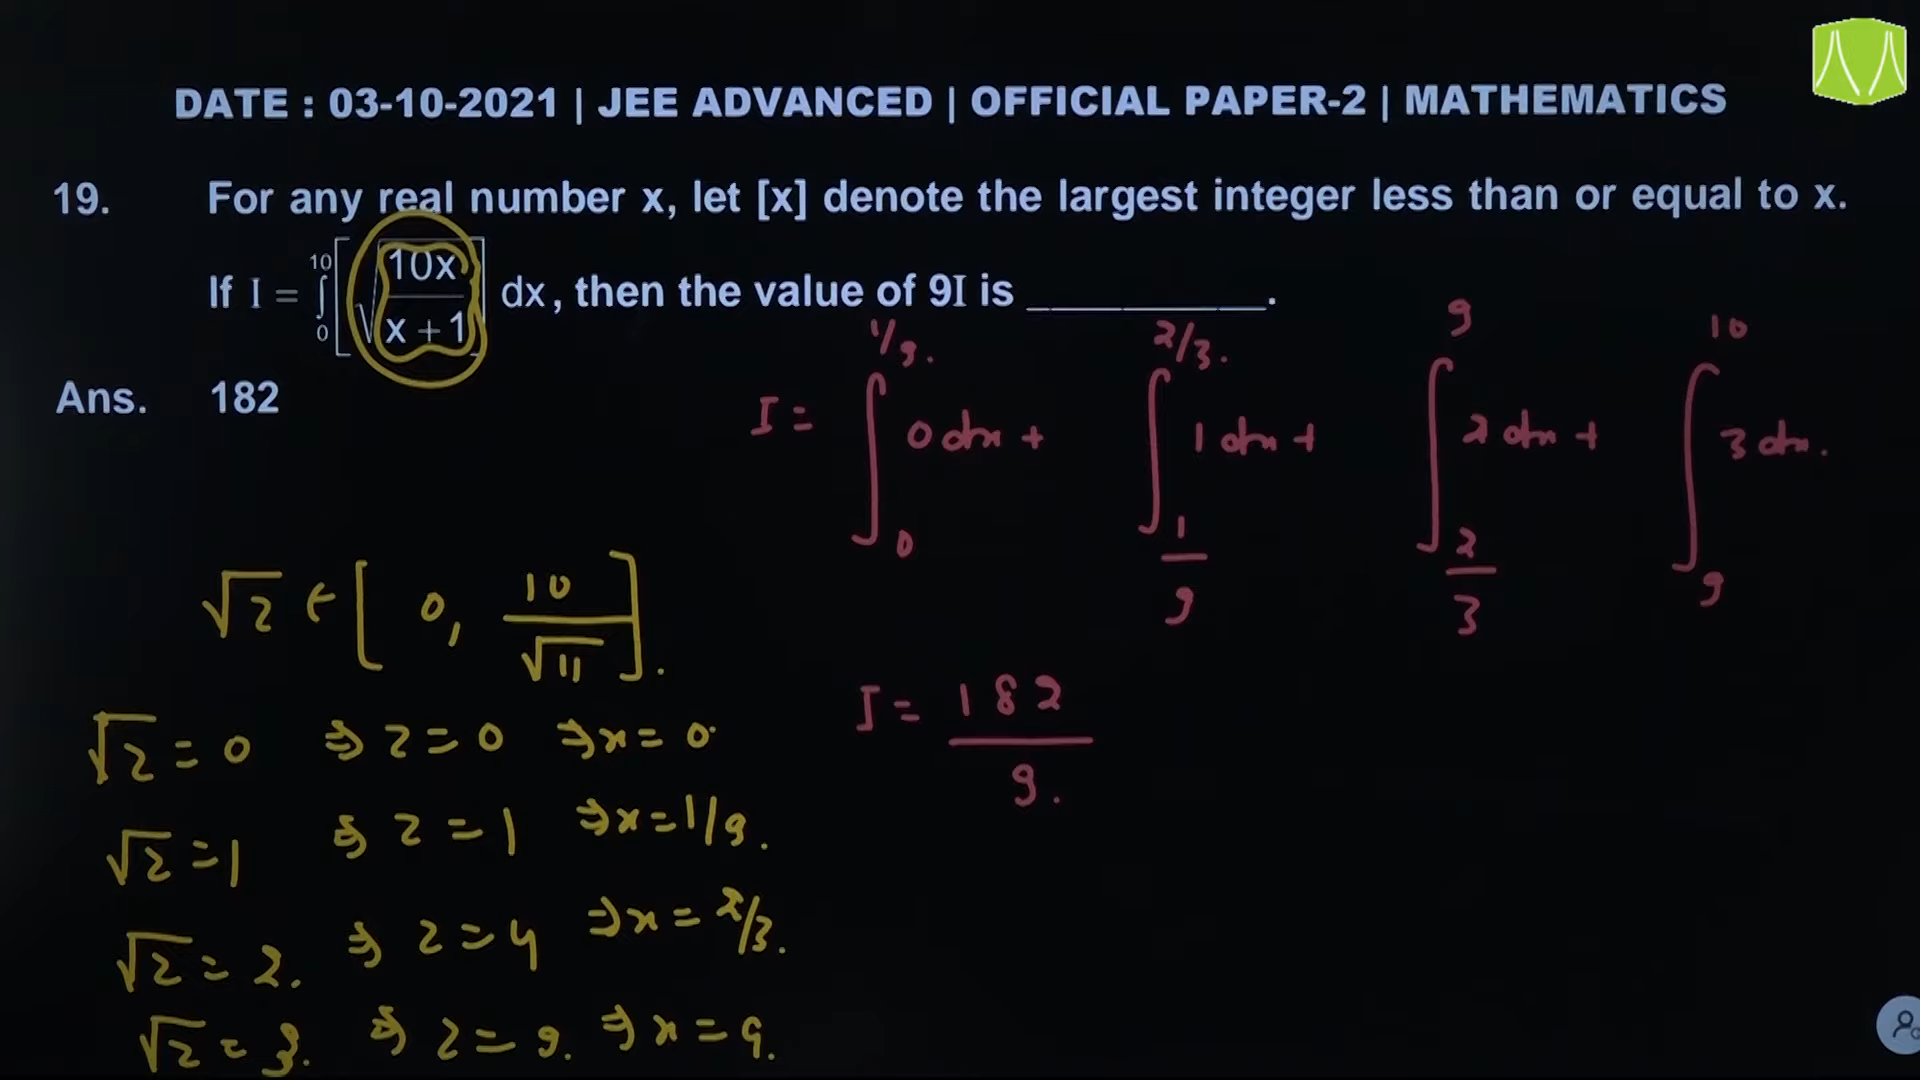 DATE : 03-10-2021 | JEE ADVANCED | OFFICIAL PAPER-2 | MATHEMATICS
19. For any real number x, let [x] denote the largest integer less than or equal to x.
If I = ∫₀¹⁰ [√(10x/(x + 1))] dx, then the value of 9I is ____________.
Ans. 182
I = ∫₀^{1/9.} 0 dx + ∫_{1/9}^{2/3.} 1 dx + ∫_{2/3}^{9} 2 dx + ∫_{9}^{10} 3 dx.
√z ∈ [0, 10/√11].
I = 182/9.
√z = 0 ⇒ z = 0 ⇒ x = 0
√z = 1 ⇒ z = 1 ⇒ x = 1/9.
√z = 2. ⇒ z = 4 ⇒ x = 2/3.
√z = 3. ⇒ z = 9. ⇒ x = 9.